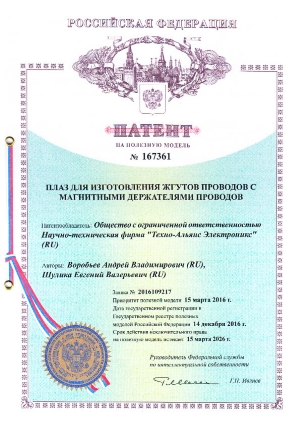 РОССИЙСКАЯ ФЕДЕРАЦИЯ
ПАТЕНТ
НА ПОЛЕЗНУЮ МОДЕЛЬ
№ 167361
ПЛАЗ ДЛЯ ИЗГОТОВЛЕНИЯ ЖГУТОВ ПРОВОДОВ С
МАГНИТНЫМИ ДЕРЖАТЕЛЯМИ ПРОВОДОВ
Патентообладатель: Общество с ограниченной ответственностью
Научно-техническая фирма "Техно-Альянс Электроникс"
(RU)
Авторы: Воробьев Андрей Владимирович (RU),
Шулика Евгений Валерьевич (RU)
Заявка № 2016109217
Приоритет полезной модели 15 марта 2016 г.
Дата государственной регистрации в
Государственном реестре полезных
моделей Российской Федерации 14 декабря 2016 г.
Срок действия исключительного права
на полезную модель истекает 15 марта 2026 г.
Руководитель Федеральной службы
по интеллектуальной собственности
Г.П. Ивлиев